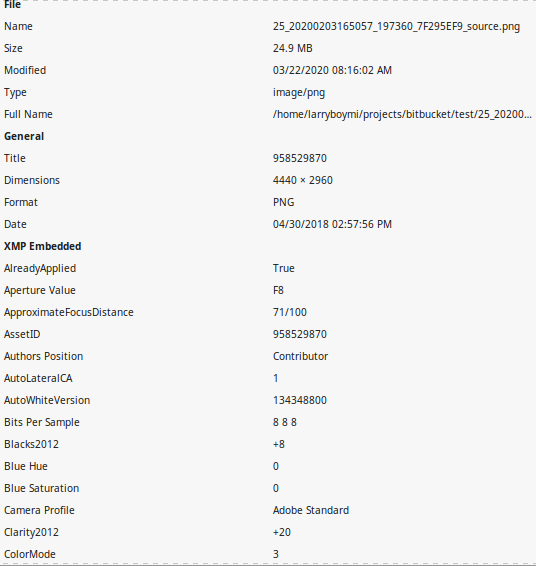 File
Name 25_20200203165057_197360_7F295EF9_source.png
Size 24.9 MB
Modified 03/22/2020 08:16:02 AM
Type image/png
Full Name /home/larryboymi/projects/bitbucket/test/25_20200...
General
Title 958529870
Dimensions 4440 × 2960
Format PNG
Date 04/30/2018 02:57:56 PM
XMP Embedded
AlreadyApplied True
Aperture Value F8
ApproximateFocusDistance 71/100
AssetID 958529870
Authors Position Contributor
AutoLateralCA 1
AutoWhiteVersion 134348800
Bits Per Sample 8 8 8
Blacks2012 +8
Blue Hue 0
Blue Saturation 0
Camera Profile Adobe Standard
Clarity2012 +20
ColorMode 3